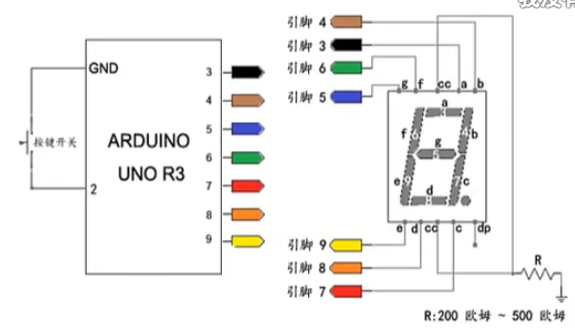 GND
2
按键开关
ARDUINO
UNO R3
3
4
5
6
7
8
9
引脚 4
引脚 3
引脚 6
引脚 5
g f cc a b
a
f b
g
e c
d
e d cc c dp
引脚 9
引脚 8
引脚 7
R
R:200 欧姆 ~ 500 欧姆